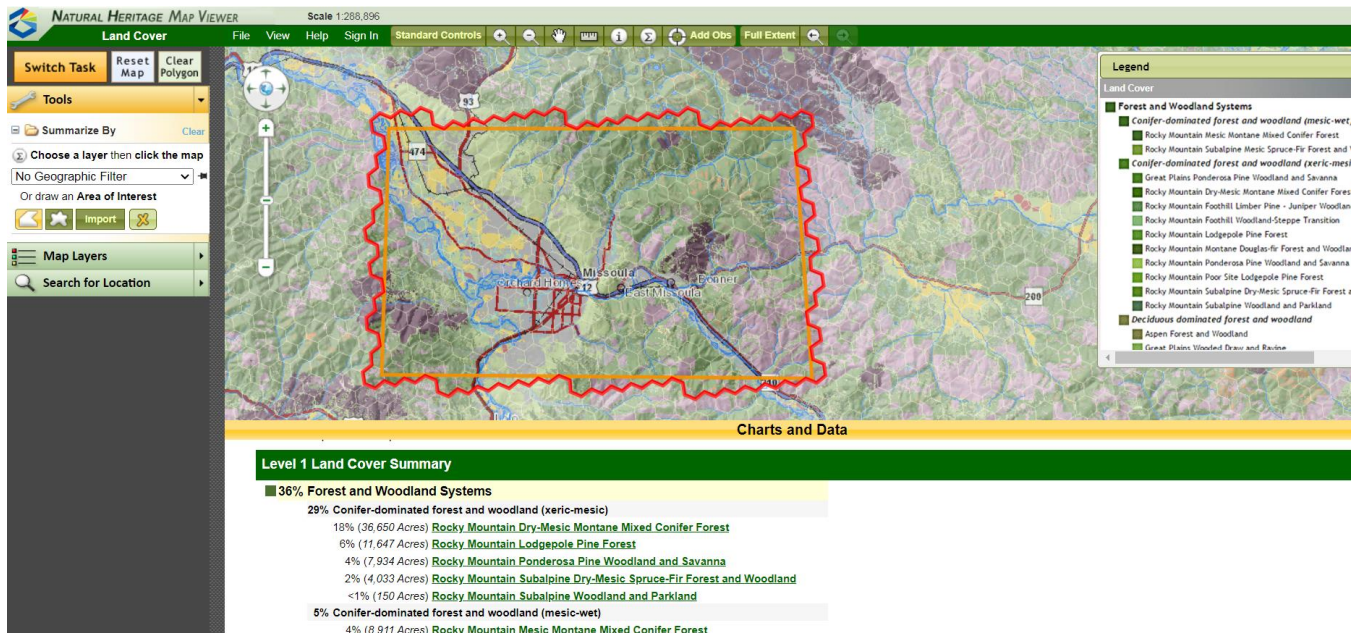 NATURAL HERITAGE MAP VIEWER
Scale 1:288,896
Land Cover
File View Help Sign In Standard Controls Add Obs Full Extent
Switch Task
Reset Map
Clear Polygon
Tools
Summarize By Clear
Choose a layer then click the map
No Geographic Filter
Or draw an Area of Interest
Import
Map Layers
Search for Location
93
474
Missoula
12
Orchard Homes
East Missoula
Bonner
200
210
Lolo
Legend
Land Cover
Forest and Woodland Systems
Conifer-dominated forest and woodland (mesic-wet)
Rocky Mountain Mesic Montane Mixed Conifer Forest
Rocky Mountain Subalpine Mesic Spruce-Fir Forest and
Conifer-dominated forest and woodland (xeric-mesi
Great Plains Ponderosa Pine Woodland and Savanna
Rocky Mountain Dry-Mesic Montane Mixed Conifer Fores
Rocky Mountain Foothill Limber Pine - Juniper Woodlan
Rocky Mountain Foothill Woodland-Steppe Transition
Rocky Mountain Lodgepole Pine Forest
Rocky Mountain Montane Douglas-fir Forest and Woodlan
Rocky Mountain Ponderosa Pine Woodland and Savanna
Rocky Mountain Poor Site Lodgepole Pine Forest
Rocky Mountain Subalpine Dry-Mesic Spruce-Fir Forest a
Rocky Mountain Subalpine Woodland and Parkland
Deciduous dominated forest and woodland
Aspen Forest and Woodland
Great Plains Wooded Draw and Ravine
Charts and Data
Level 1 Land Cover Summary
36% Forest and Woodland Systems
29% Conifer-dominated forest and woodland (xeric-mesic)
18% (36,650 Acres) Rocky Mountain Dry-Mesic Montane Mixed Conifer Forest
6% (11,647 Acres) Rocky Mountain Lodgepole Pine Forest
4% (7,934 Acres) Rocky Mountain Ponderosa Pine Woodland and Savanna
2% (4,033 Acres) Rocky Mountain Subalpine Dry-Mesic Spruce-Fir Forest and Woodland
<1% (150 Acres) Rocky Mountain Subalpine Woodland and Parkland
5% Conifer-dominated forest and woodland (mesic-wet)
4% (8,911 Acres) Rocky Mountain Mesic Montane Mixed Conifer Forest